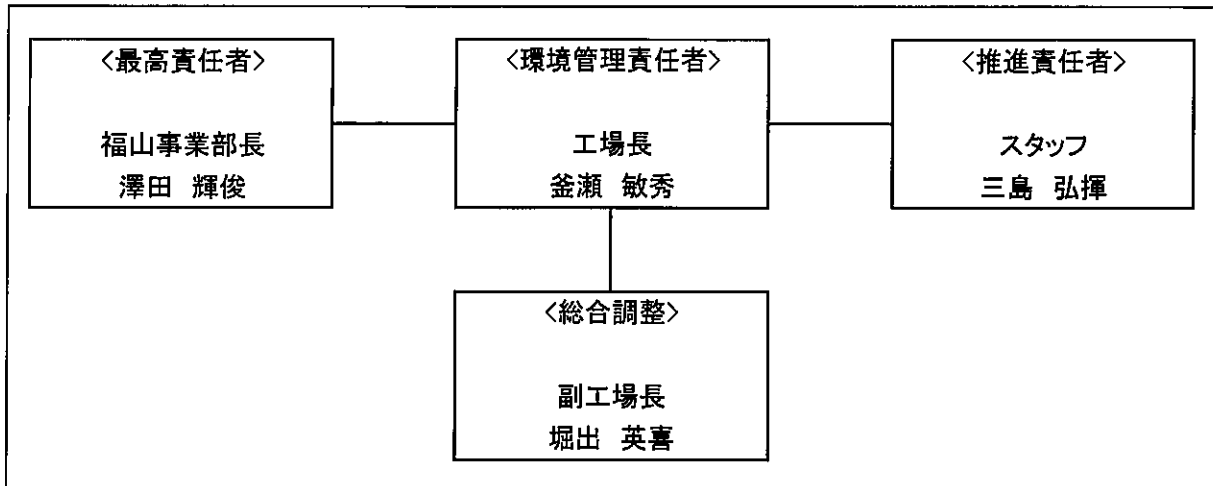 <最高責任者>
福山事業部長
澤田 輝俊
<環境管理責任者>
工場長
釜瀬 敏秀
<推進責任者>
スタッフ
三島 弘揮
<総合調整>
副工場長
堀出 英喜